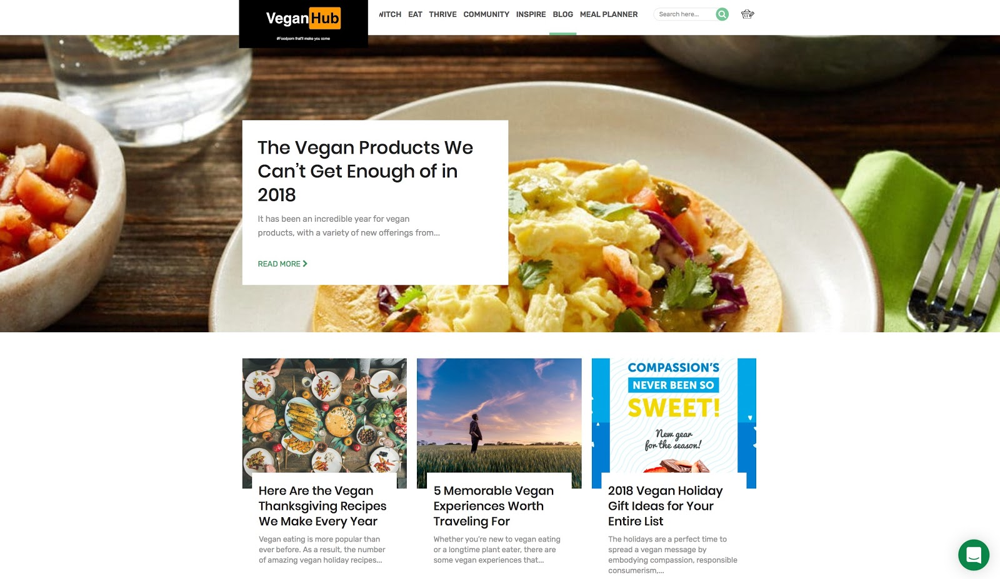 Vegan Hub
#Foodporn that'll make you come
WITCH EAT THRIVE COMMUNITY INSPIRE BLOG MEAL PLANNER
Search here...
The Vegan Products We
Can't Get Enough of in
2018
It has been an incredible year for vegan
products, with a variety of new offerings from...
READ MORE
COMPASSION'S
NEVER BEEN SO
SWEET!
New gear
for the season!
Here Are the Vegan
Thanksgiving Recipes
We Make Every Year
Vegan eating is more popular than
ever before. As a result, the number
of amazing vegan holiday recipes...
5 Memorable Vegan
Experiences Worth
Traveling For
Whether you're new to vegan eating
or a longtime plant eater, there are
some vegan experiences that...
2018 Vegan Holiday
Gift Ideas for Your
Entire List
The holidays are a perfect time to
spread a vegan message by
embodying compassion, responsible
consumerism,...